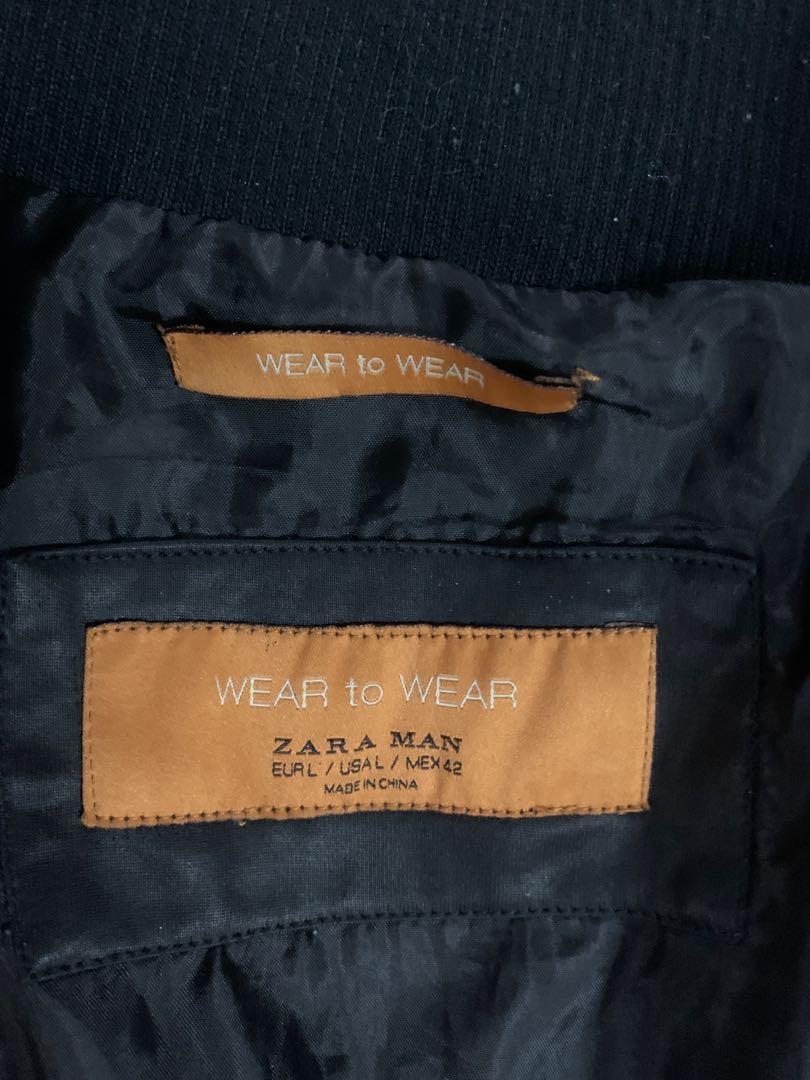 WEAR to WEAR
WEAR to WEAR
ZARA MAN
EUR L / USA L / MEX 42
MADE IN CHINA